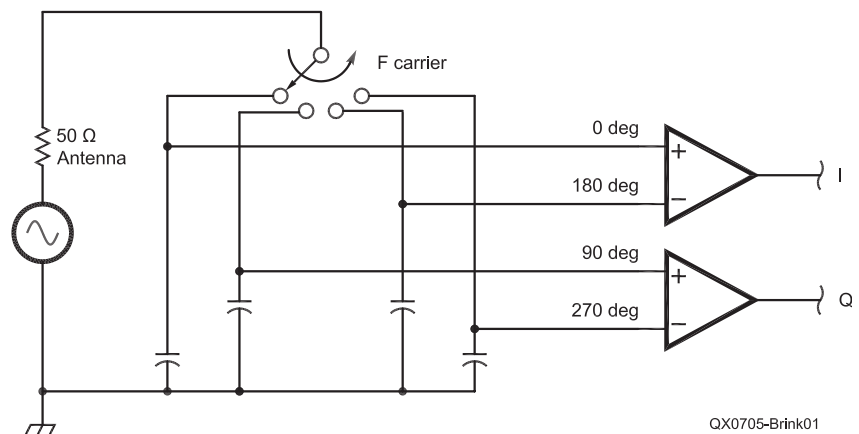 F carrier
50 Ω
Antenna
0 deg
+
180 deg
−
I
90 deg
+
270 deg
−
Q
QX0705-Brink01